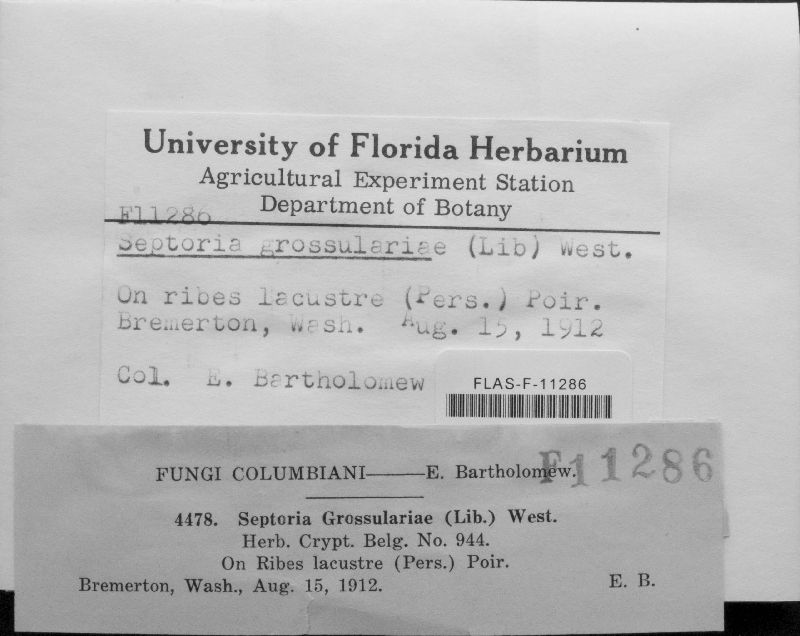 University of Florida Herbarium
Agricultural Experiment Station
Department of Botany
F11286
Septoria grossulariae (Lib) West.
On ribes lacustre (Pers.) Poir.
Bremerton, Wash. Aug. 15, 1912
Col. E. Bartholomew
FLAS-F-11286
FUNGI COLUMBIANI——E. Bartholomew.
F11286
4478. Septoria Grossulariae (Lib.) West.
Herb. Crypt. Belg. No. 944.
On Ribes lacustre (Pers.) Poir.
Bremerton, Wash., Aug. 15, 1912. E. B.